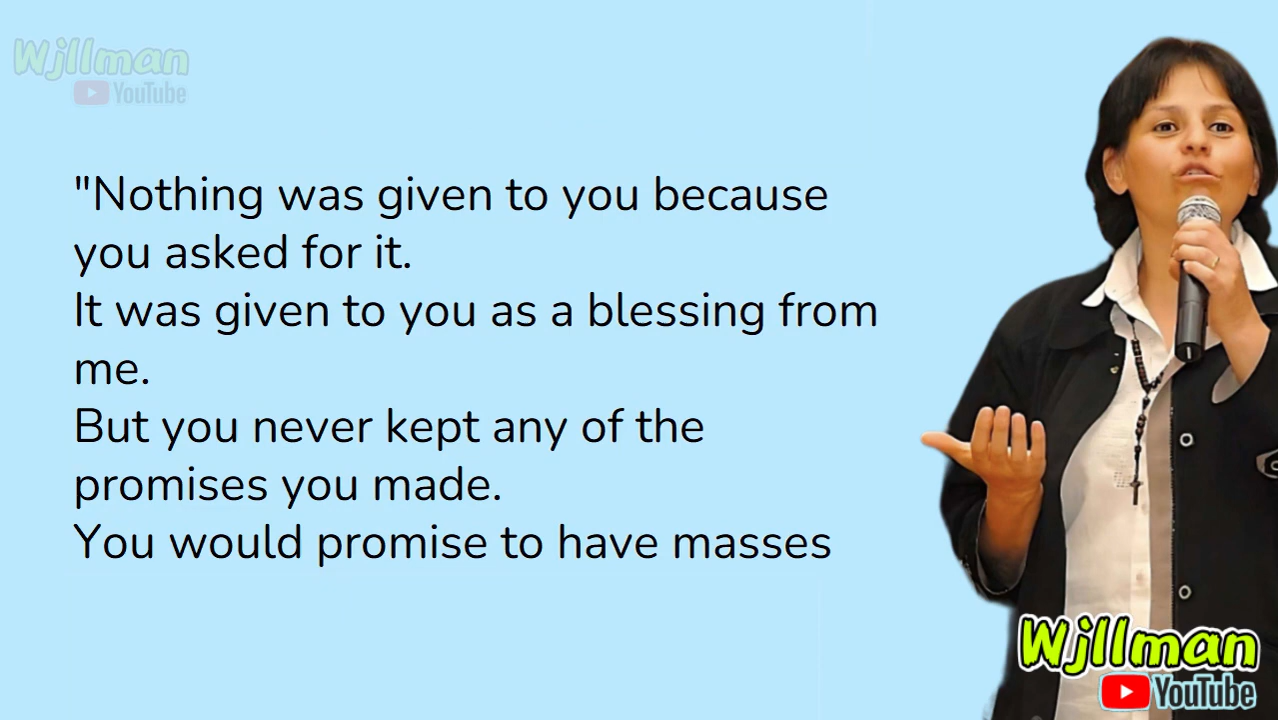 Wjllman
YouTube
"Nothing was given to you because
you asked for it.
It was given to you as a blessing from
me.
But you never kept any of the
promises you made.
You would promise to have masses
Wjllman
YouTube